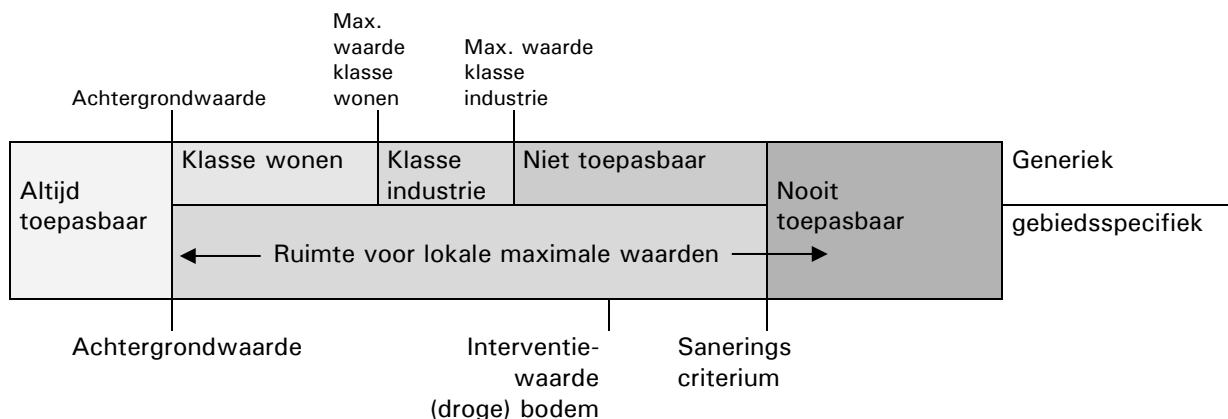 Max.
waarde
klasse
wonen
Max. waarde
klasse
industrie
Achtergrondwaarde
Altijd
toepasbaar
Klasse wonen
Klasse
industrie
Niet toepasbaar
Nooit
toepasbaar
Generiek
gebiedsspecifiek
Ruimte voor lokale maximale waarden
Achtergrondwaarde
Interventie-
waarde
(droge) bodem
Sanerings
criterium